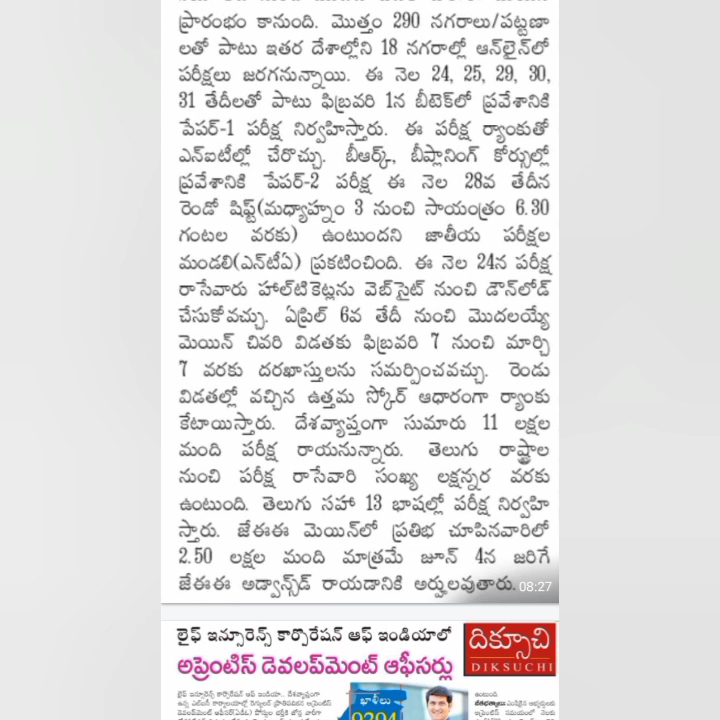 ప్రారంభం కానుంది. మొత్తం 290 నగరాలు/పట్టణా
లతో పాటు ఇతర దేశాల్లోని 18 నగరాల్లో ఆన్‌లైన్‌లో
పరీక్షలు జరగనున్నాయి. ఈ నెల 24, 25, 29, 30,
31 తేదీలతో పాటు ఫిబ్రవరి 1న బీటెక్‌లో ప్రవేశానికి
పేపర్-1 పరీక్ష నిర్వహిస్తారు. ఈ పరీక్ష ర్యాంకుతో
ఎన్ఐటీల్లో చేరొచ్చు. బీఆర్క్, బీప్లానింగ్ కోర్సుల్లో
ప్రవేశానికి పేపర్-2 పరీక్ష ఈ నెల 28వ తేదీన
రెండో షిఫ్ట్(మధ్యాహ్నం 3 నుంచి సాయంత్రం 6.30
గంటల వరకు) ఉంటుందని జాతీయ పరీక్షల
మండలి(ఎన్‌టీఏ) ప్రకటించింది. ఈ నెల 24న పరీక్ష
రాసేవారు హాల్‌టికెట్లను వెబ్‌సైట్ నుంచి డౌన్‌లోడ్
చేసుకోవచ్చు. ఏప్రిల్ 6వ తేదీ నుంచి మొదలయ్యే
మెయిన్ చివరి విడతకు ఫిబ్రవరి 7 నుంచి మార్చి
7 వరకు దరఖాస్తులను సమర్పించవచ్చు. రెండు
విడతల్లో వచ్చిన ఉత్తమ స్కోర్ ఆధారంగా ర్యాంకు
కేటాయిస్తారు. దేశవ్యాప్తంగా సుమారు 11 లక్షల
మంది పరీక్ష రాయనున్నారు. తెలుగు రాష్ట్రాల
నుంచి పరీక్ష రాసేవారి సంఖ్య లక్షన్నర వరకు
ఉంటుంది. తెలుగు సహా 13 భాషల్లో పరీక్ష నిర్వహి
స్తారు. జేఈఈ మెయిన్‌లో ప్రతిభ చూపినవారిలో
2.50 లక్షల మంది మాత్రమే జూన్ 4న జరిగే
జేఈఈ అడ్వాన్స్‌డ్ రాయడానికి అర్హులవుతారు. 08:27
లైఫ్ ఇన్సూరెన్స్ కార్పొరేషన్ ఆఫ్ ఇండియాలో
అప్రెంటిస్ డెవలప్‌మెంట్ ఆఫీసర్లు
దిక్సూచి
DIKSUCHI
ఖాళీలు
9394